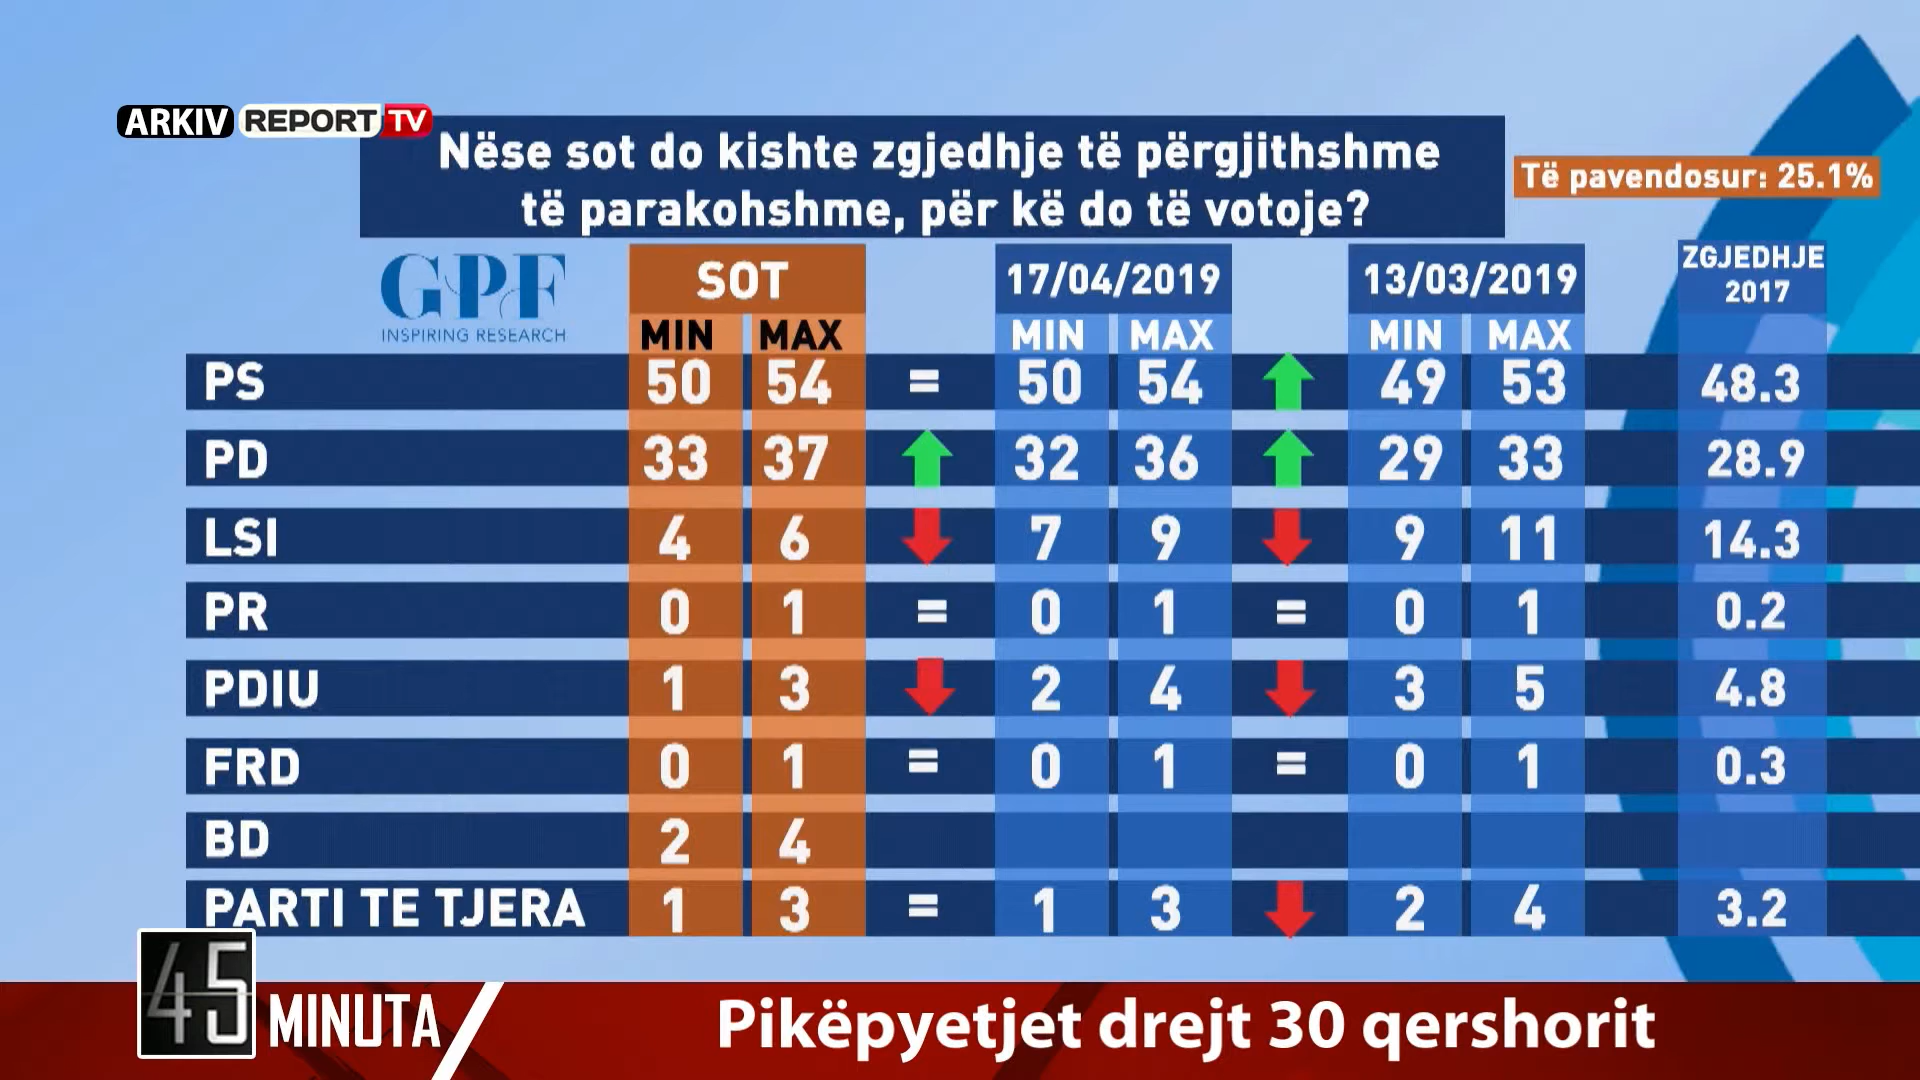 ARKIV REPORT TV
Nëse sot do kishte zgjedhje të përgjithshme
të parakohshme, për kë do të votoje?
Të pavendosur: 25.1%
GPF
INSPIRING RESEARCH
SOT 17/04/2019 13/03/2019 ZGJEDHJE
2017
MIN MAX MIN MAX MIN MAX
PS 50 54 = 50 54 49 53 48.3
PD 33 37 32 36 29 33 28.9
LSI 4 6 7 9 9 11 14.3
PR 0 1 = 0 1 = 0 1 0.2
PDIU 1 3 2 4 3 5 4.8
FRD 0 1 = 0 1 = 0 1 0.3
BD 2 4
PARTI TE TJERA 1 3 = 1 3 2 4 3.2
45 MINUTA
Pikëpyetjet drejt 30 qershorit